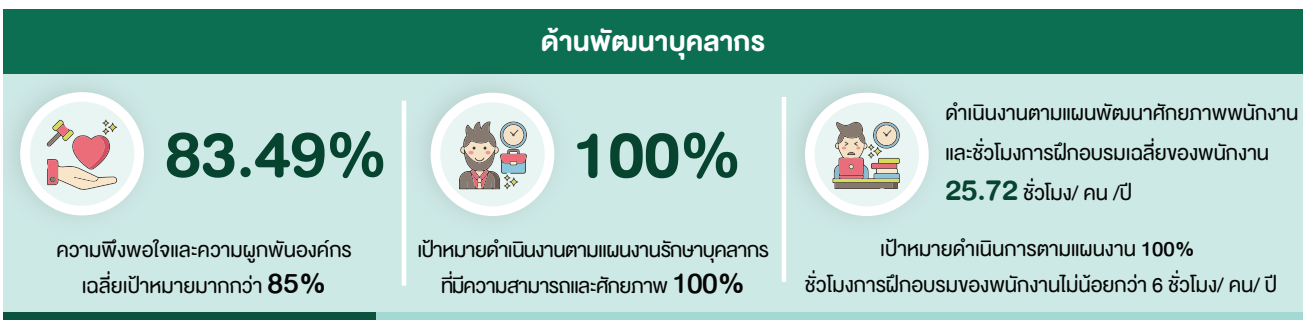 ด้านพัฒนาบุคลากร
83.49%
ความพึงพอใจและความผูกพันองค์กร
เฉลี่ยเป้าหมายมากกว่า 85%
100%
เป้าหมายดำเนินงานตามแผนงานรักษาบุคลากร
ที่มีความสามารถและศักยภาพ 100%
ดำเนินงานตามแผนพัฒนาศักยภาพพนักงาน
และชั่วโมงการฝึกอบรมเฉลี่ยของพนักงาน
25.72 ชั่วโมง/ คน /ปี
เป้าหมายดำเนินการตามแผนงาน 100%
ชั่วโมงการฝึกอบรมของพนักงานไม่น้อยกว่า 6 ชั่วโมง/ คน/ ปี